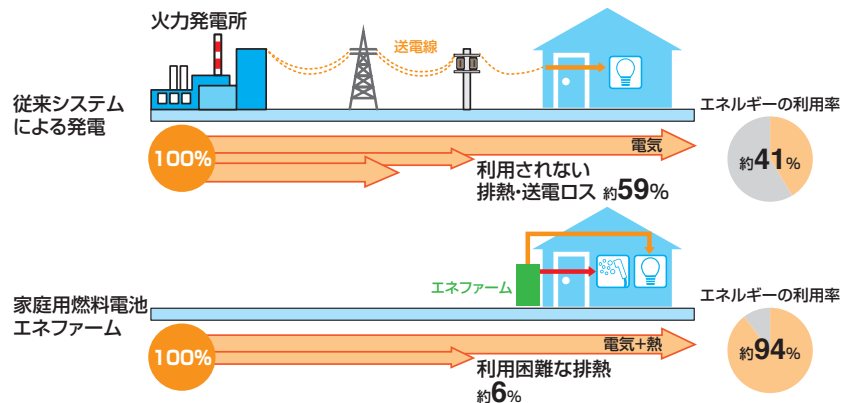 火力発電所
送電線
従来システム
による発電
エネルギーの利用率
100%
電気
約41%
利用されない
排熱・送電ロス 約59%
エネファーム
家庭用燃料電池
エネファーム
エネルギーの利用率
100%
電気+熱
約94%
利用困難な排熱
約6%